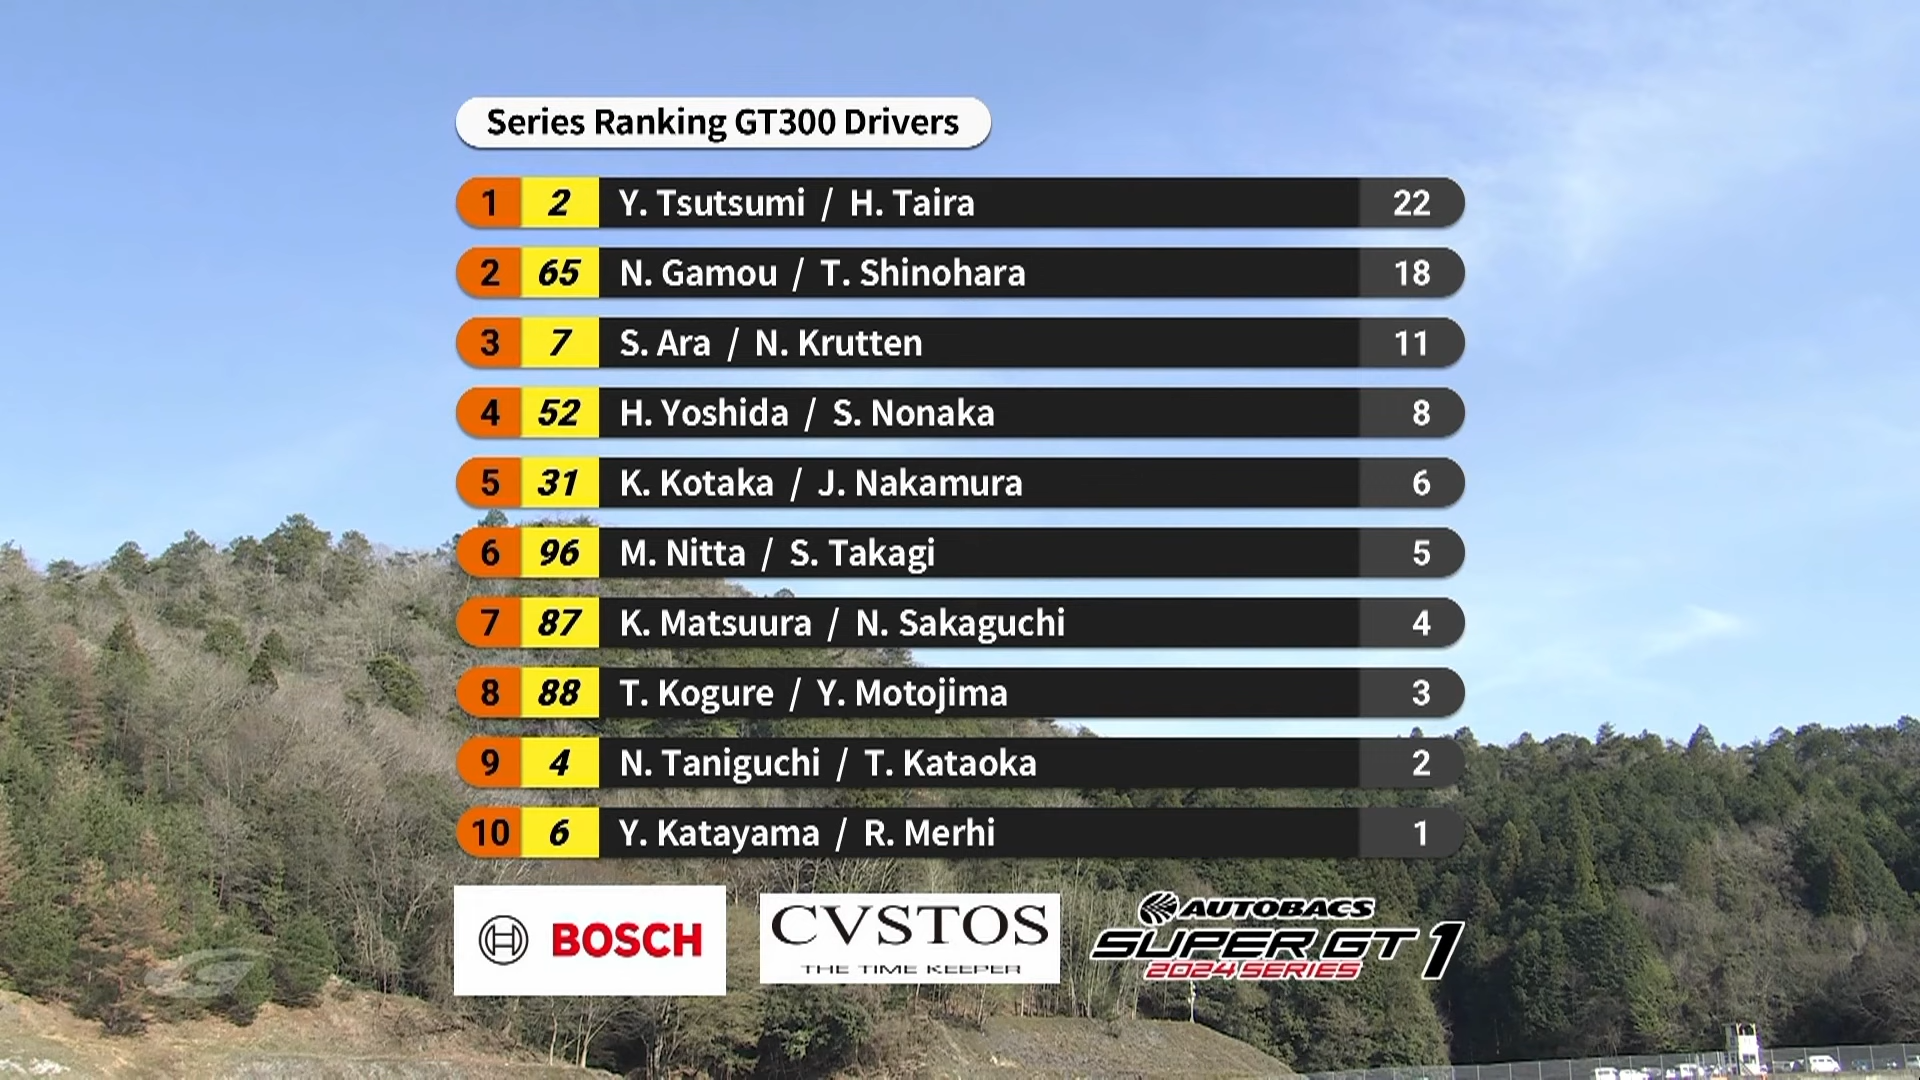 Series Ranking GT300 Drivers
1 2 Y. Tsutsumi / H. Taira 22
2 65 N. Gamou / T. Shinohara 18
3 7 S. Ara / N. Krutten 11
4 52 H. Yoshida / S. Nonaka 8
5 31 K. Kotaka / J. Nakamura 6
6 96 M. Nitta / S. Takagi 5
7 87 K. Matsuura / N. Sakaguchi 4
8 88 T. Kogure / Y. Motojima 3
9 4 N. Taniguchi / T. Kataoka 2
10 6 Y. Katayama / R. Merhi 1
BOSCH
CVSTOS
THE TIME KEEPER
AUTOBACS
SUPER GT 1
2024 SERIES